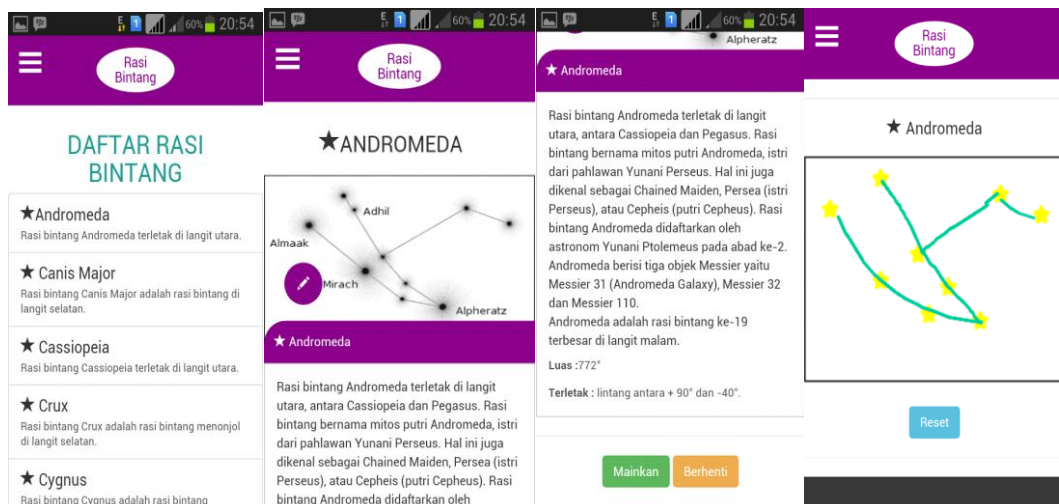 20:54
60%
Rasi
Bintang
DAFTAR RASI
BINTANG
★Andromeda
Rasi bintang Andromeda terletak di langit utara.
★ Canis Major
Rasi bintang Canis Major adalah rasi bintang di
langit selatan.
★ Cassiopeia
Rasi bintang Cassiopeia terletak di langit utara.
★ Crux
Rasi bintang Crux adalah rasi bintang menonjol
di langit selatan.
★ Cygnus
Rasi bintang Cygnus adalah rasi bintang
1 60% 20:54
Rasi
Bintang
★ANDROMEDA
Adhil
Almaak
Mirach
Alpheratz
★ Andromeda
Rasi bintang Andromeda terletak di langit
utara, antara Cassiopeia dan Pegasus. Rasi
bintang bernama mitos putri Andromeda, istri
dari pahlawan Yunani Perseus. Hal ini juga
dikenal sebagai Chained Maiden, Persea (istri
Perseus), atau Cepheis (putri Cepheus). Rasi
bintang Andromeda didaftarkan oleh
1 60% 20:54
Alpheratz
★ Andromeda
Rasi bintang Andromeda terletak di langit
utara, antara Cassiopeia dan Pegasus. Rasi
bintang bernama mitos putri Andromeda, istri
dari pahlawan Yunani Perseus. Hal ini juga
dikenal sebagai Chained Maiden, Persea (istri
Perseus), atau Cepheis (putri Cepheus). Rasi
bintang Andromeda didaftarkan oleh
astronom Yunani Ptolemeus pada abad ke-2.
Andromeda berisi tiga objek Messier yaitu
Messier 31 (Andromeda Galaxy), Messier 32
dan Messier 110.
Andromeda adalah rasi bintang ke-19
terbesar di langit malam.
Luas :772°
Terletak : lintang antara + 90° dan -40°.
Mainkan Berhenti
Rasi
Bintang
★ Andromeda
Reset